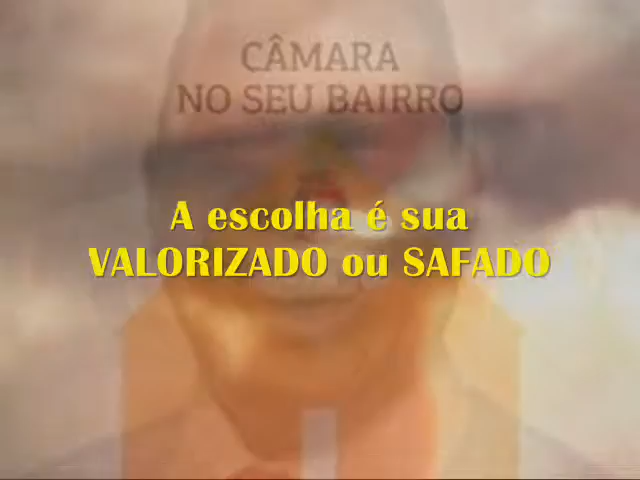 CÂMARA
NO SEU BAIRRO
A escolha é sua
VALORIZADO ou SAFADO